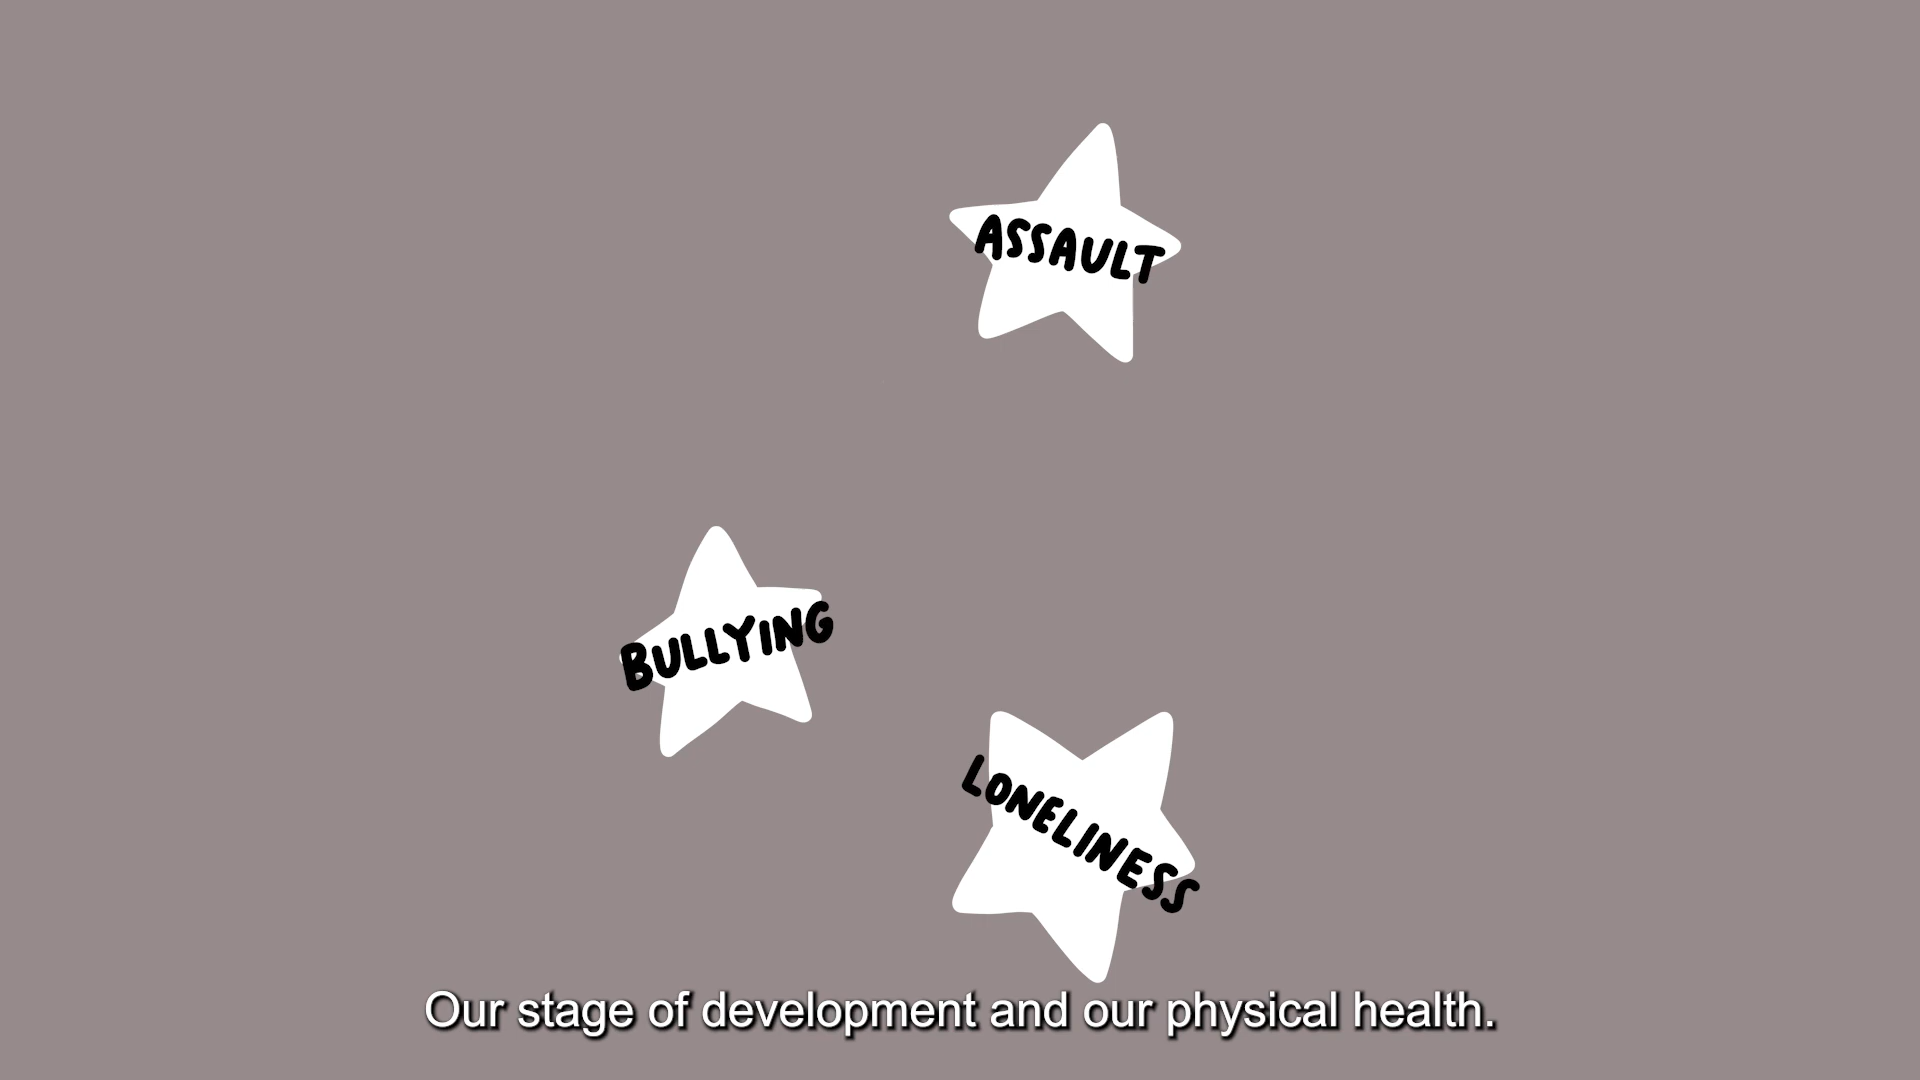 ASSAULT
BULLYING
LONELINESS
Our stage of development and our physical health.